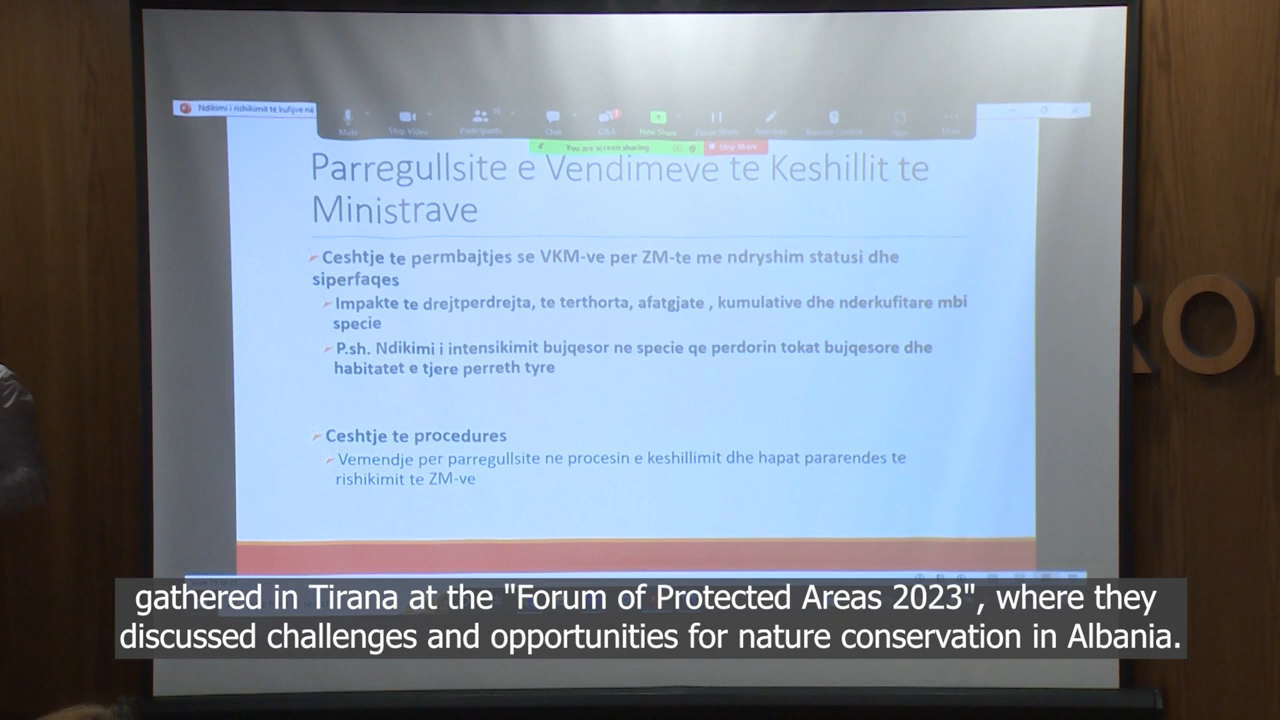 Ndikimi i rishikimit te kufijve në
Mute
Stop Video
Participants
Chat
Q&A
New Share
Pause Share
Annotate
Remote Control
Apps
More
You are screen sharing
Stop Share
Parregullsite e Vendimeve te Keshillit te
Ministrave
Ceshtje te permbajtjes se VKM-ve per ZM-te me ndryshim statusi dhe
siperfaqes
Impakte te drejtperdrejta, te terthorta, afatgjate , kumulative dhe nderkufitare mbi
specie
P.sh. Ndikimi i intensikimit bujqesor ne specie qe perdorin tokat bujqesore dhe
habitatet e tjere perreth tyre
Ceshtje te procedures
Vemendje per parregullsite ne procesin e keshillimit dhe hapat pararendes te
rishikimit te ZM-ve
RO
gathered in Tirana at the "Forum of Protected Areas 2023", where they
discussed challenges and opportunities for nature conservation in Albania.